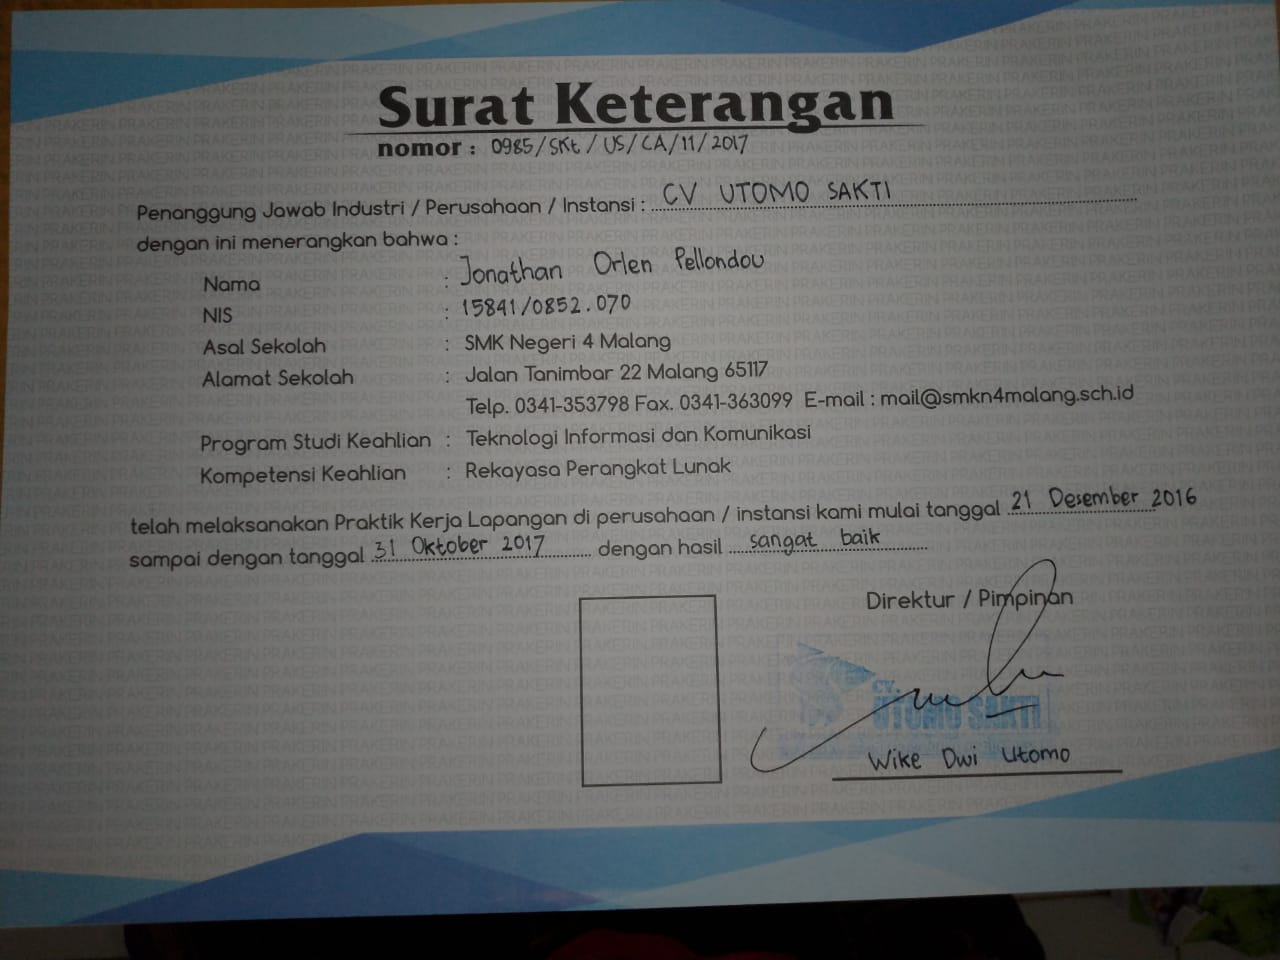 Surat Keterangan
nomor : 0985/SKt/US/CA/11/2017
Penanggung Jawab Industri / Perusahaan / Instansi : CV UTOMO SAKTI
dengan ini menerangkan bahwa :
Nama : Jonathan Orlen Pellondou
NIS : 15841/0852.070
Asal Sekolah : SMK Negeri 4 Malang
Alamat Sekolah : Jalan Tanimbar 22 Malang 65117
Telp. 0341-353798 Fax. 0341-363099 E-mail : mail@smkn4malang.sch.id
Program Studi Keahlian : Teknologi Informasi dan Komunikasi
Kompetensi Keahlian : Rekayasa Perangkat Lunak
telah melaksanakan Praktik Kerja Lapangan di perusahaan / instansi kami mulai tanggal 21 Desember 2016
sampai dengan tanggal 31 Oktober 2017 dengan hasil sangat baik
Direktur / Pimpinan
CV.
UTOMO SAKTI
Wike Dwi Utomo